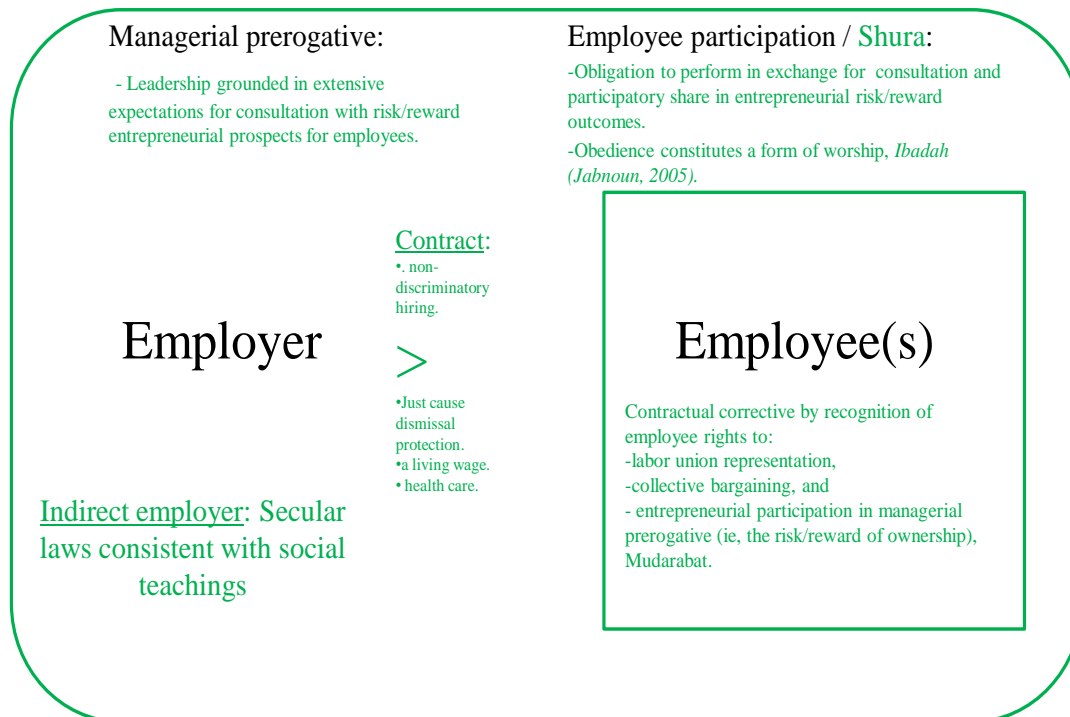 Managerial prerogative:
- Leadership grounded in extensive
expectations for consultation with risk/reward
entrepreneurial prospects for employees.
Employee participation / Shura:
-Obligation to perform in exchange for consultation and
participatory share in entrepreneurial risk/reward
outcomes.
-Obedience constitutes a form of worship, Ibadah
(Jabnoun, 2005).
Employer
Indirect employer: Secular
laws consistent with social
teachings
Contract:
•. non-
discriminatory
hiring.
>
•Just cause
dismissal
protection.
•a living wage.
• health care.
Employee(s)
Contractual corrective by recognition of
employee rights to:
-labor union representation,
-collective bargaining, and
- entrepreneurial participation in managerial
prerogative (ie, the risk/reward of ownership),
Mudarabat.